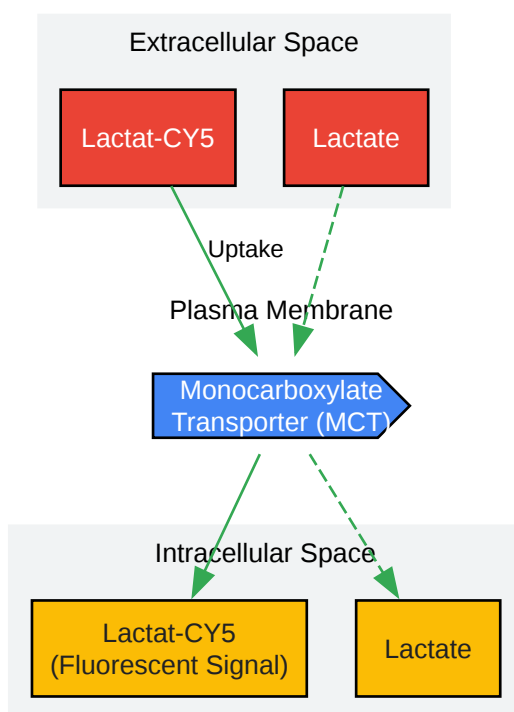 Extracellular Space
Lactat-CY5
Lactate
Uptake
Plasma Membrane
Monocarboxylate
Transporter (MCT)
Intracellular Space
Lactat-CY5
(Fluorescent Signal)
Lactate